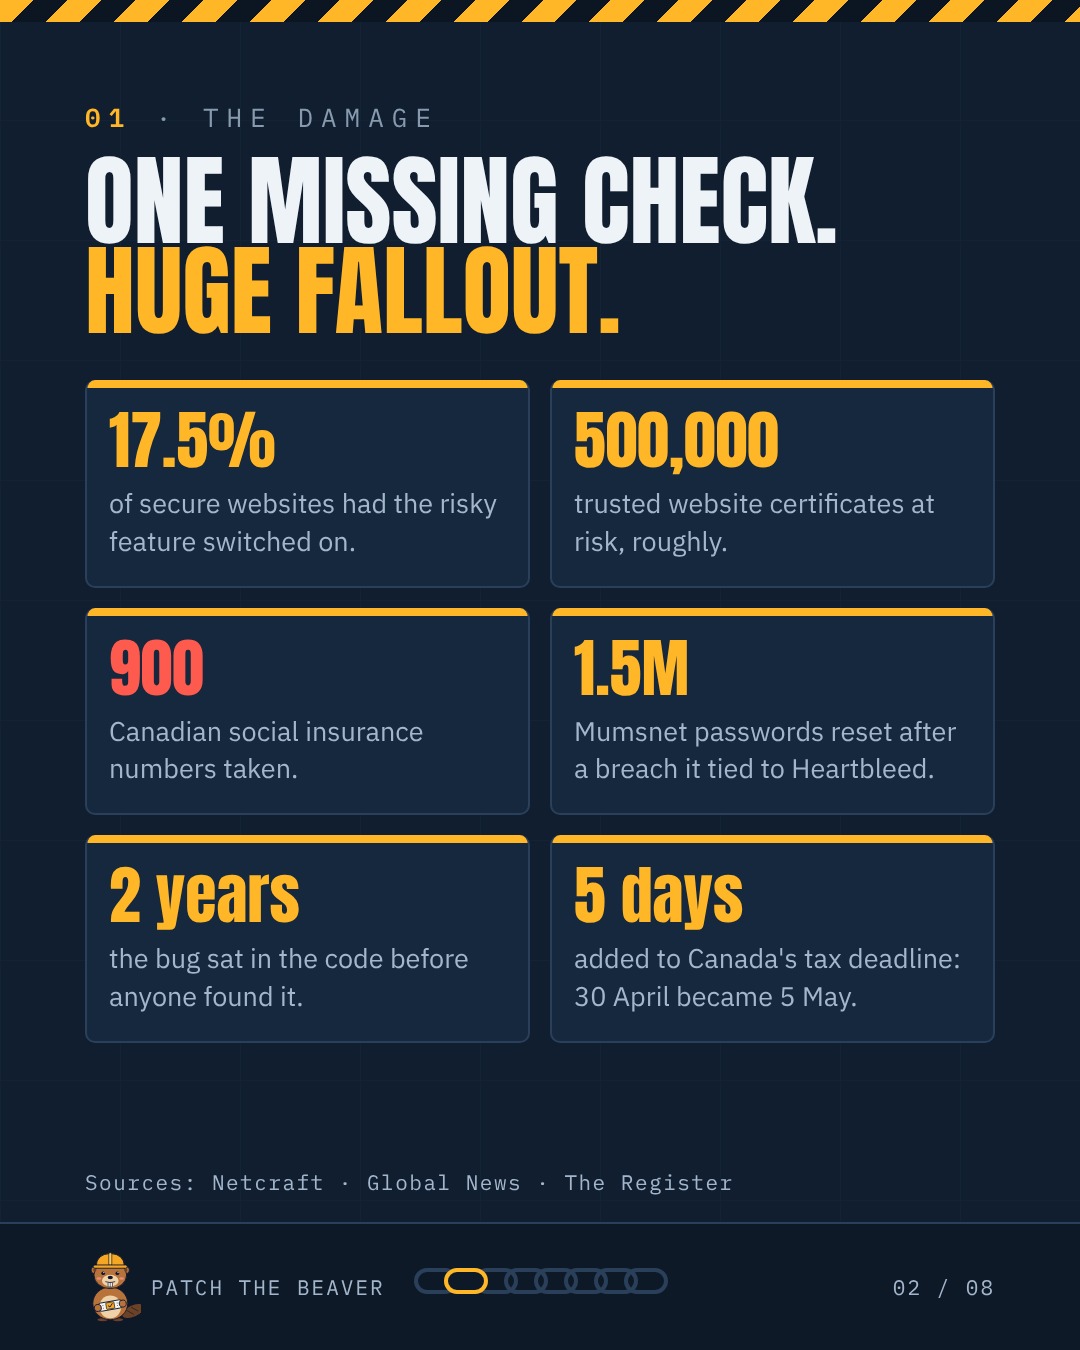 01 · THE DAMAGE
ONE MISSING CHECK.
HUGE FALLOUT.
17.5%
of secure websites had the risky
feature switched on.
500,000
trusted website certificates at
risk, roughly.
900
Canadian social insurance
numbers taken.
1.5M
Mumsnet passwords reset after
a breach it tied to Heartbleed.
2 years
the bug sat in the code before
anyone found it.
5 days
added to Canada's tax deadline:
30 April became 5 May.
Sources: Netcraft · Global News · The Register
PATCH THE BEAVER
02 / 08